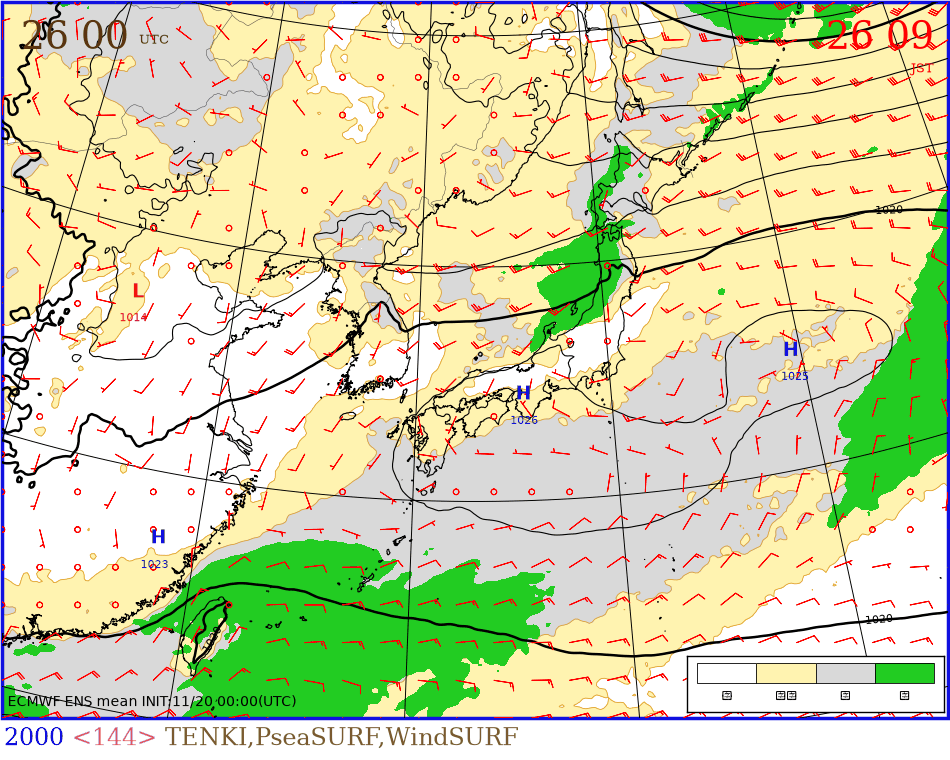 26 00 UTC
26 09
JST
1020
L
1014
H
1025
H
1026
H
1023
1020
ECMWF ENS mean INIT:11/20 00:00(UTC)
2000 <144> TENKI,PseaSURF,WindSURF